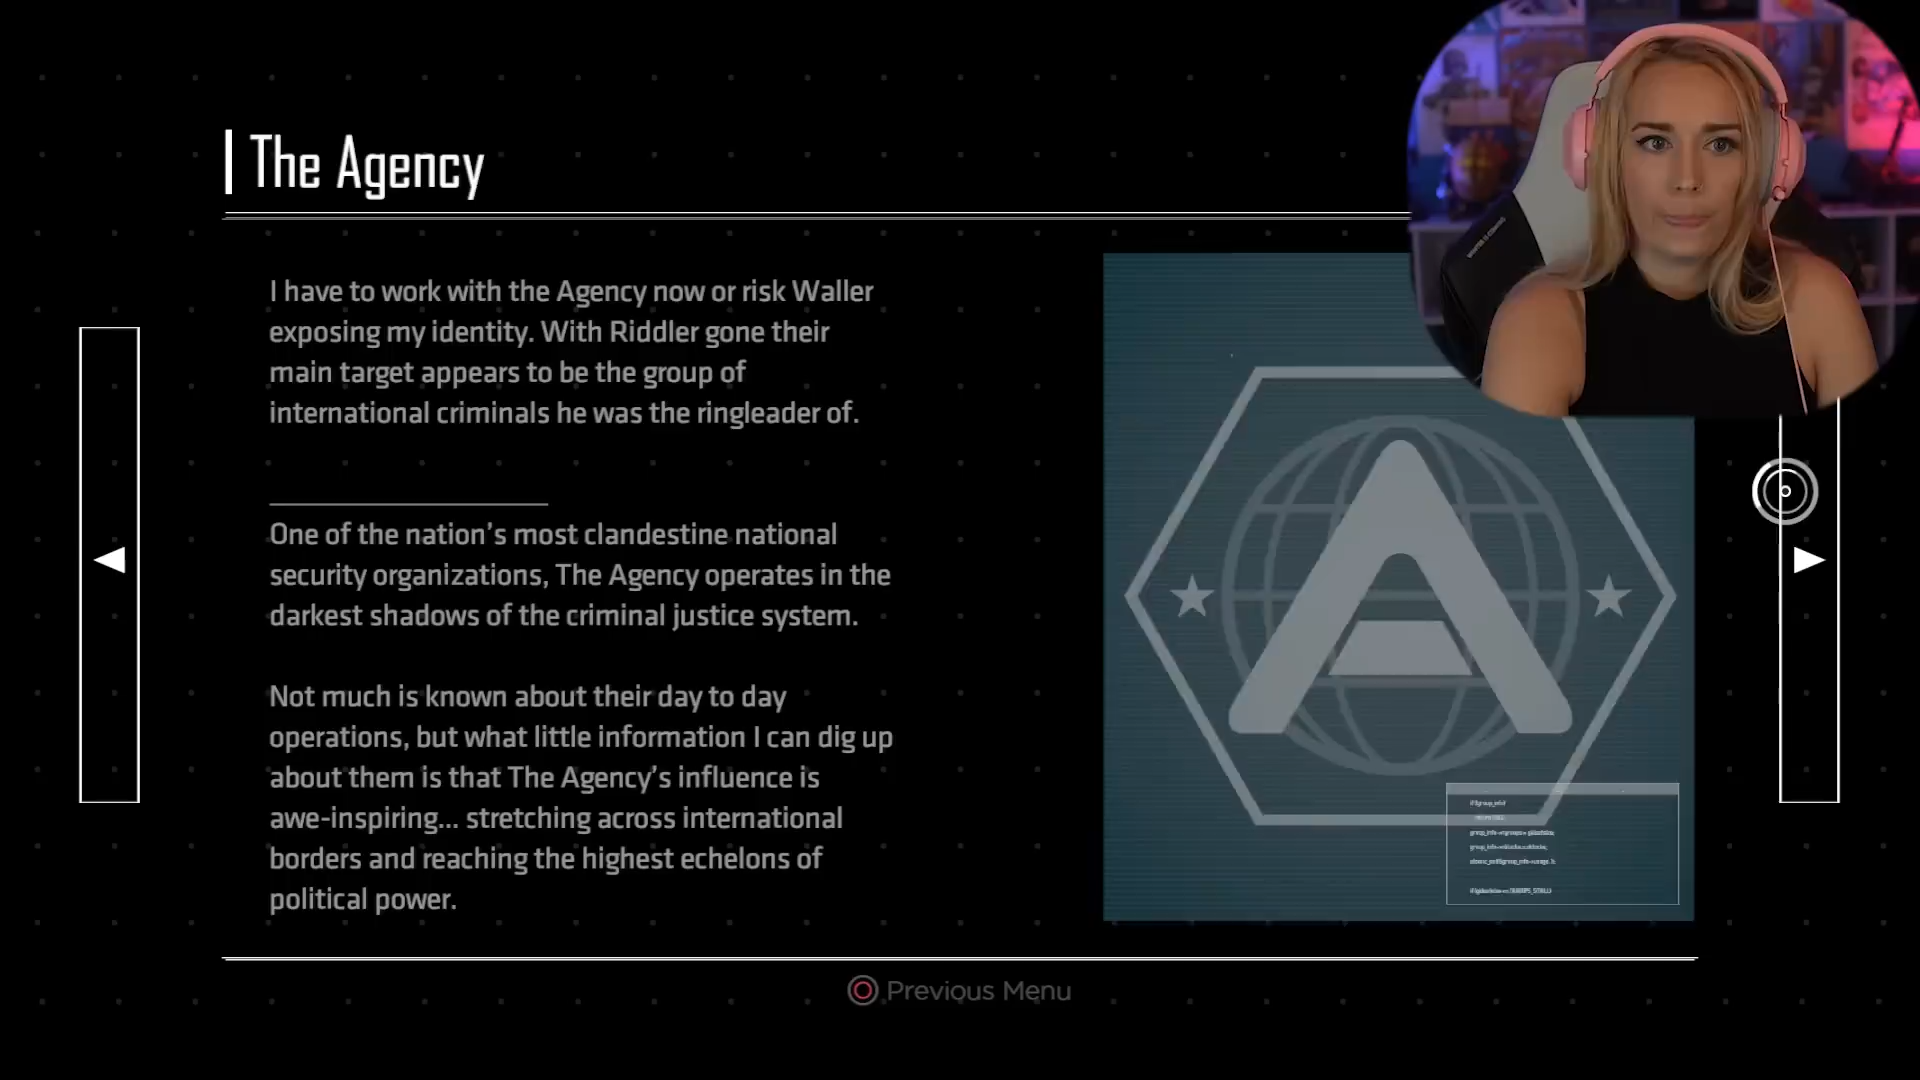 The Agency
I have to work with the Agency now or risk Waller
exposing my identity. With Riddler gone their
main target appears to be the group of
international criminals he was the ringleader of.
One of the nation's most clandestine national
security organizations, The Agency operates in the
darkest shadows of the criminal justice system.
Not much is known about their day to day
operations, but what little information I can dig up
about them is that The Agency's influence is
awe-inspiring... stretching across international
borders and reaching the highest echelons of
political power.
Previous Menu